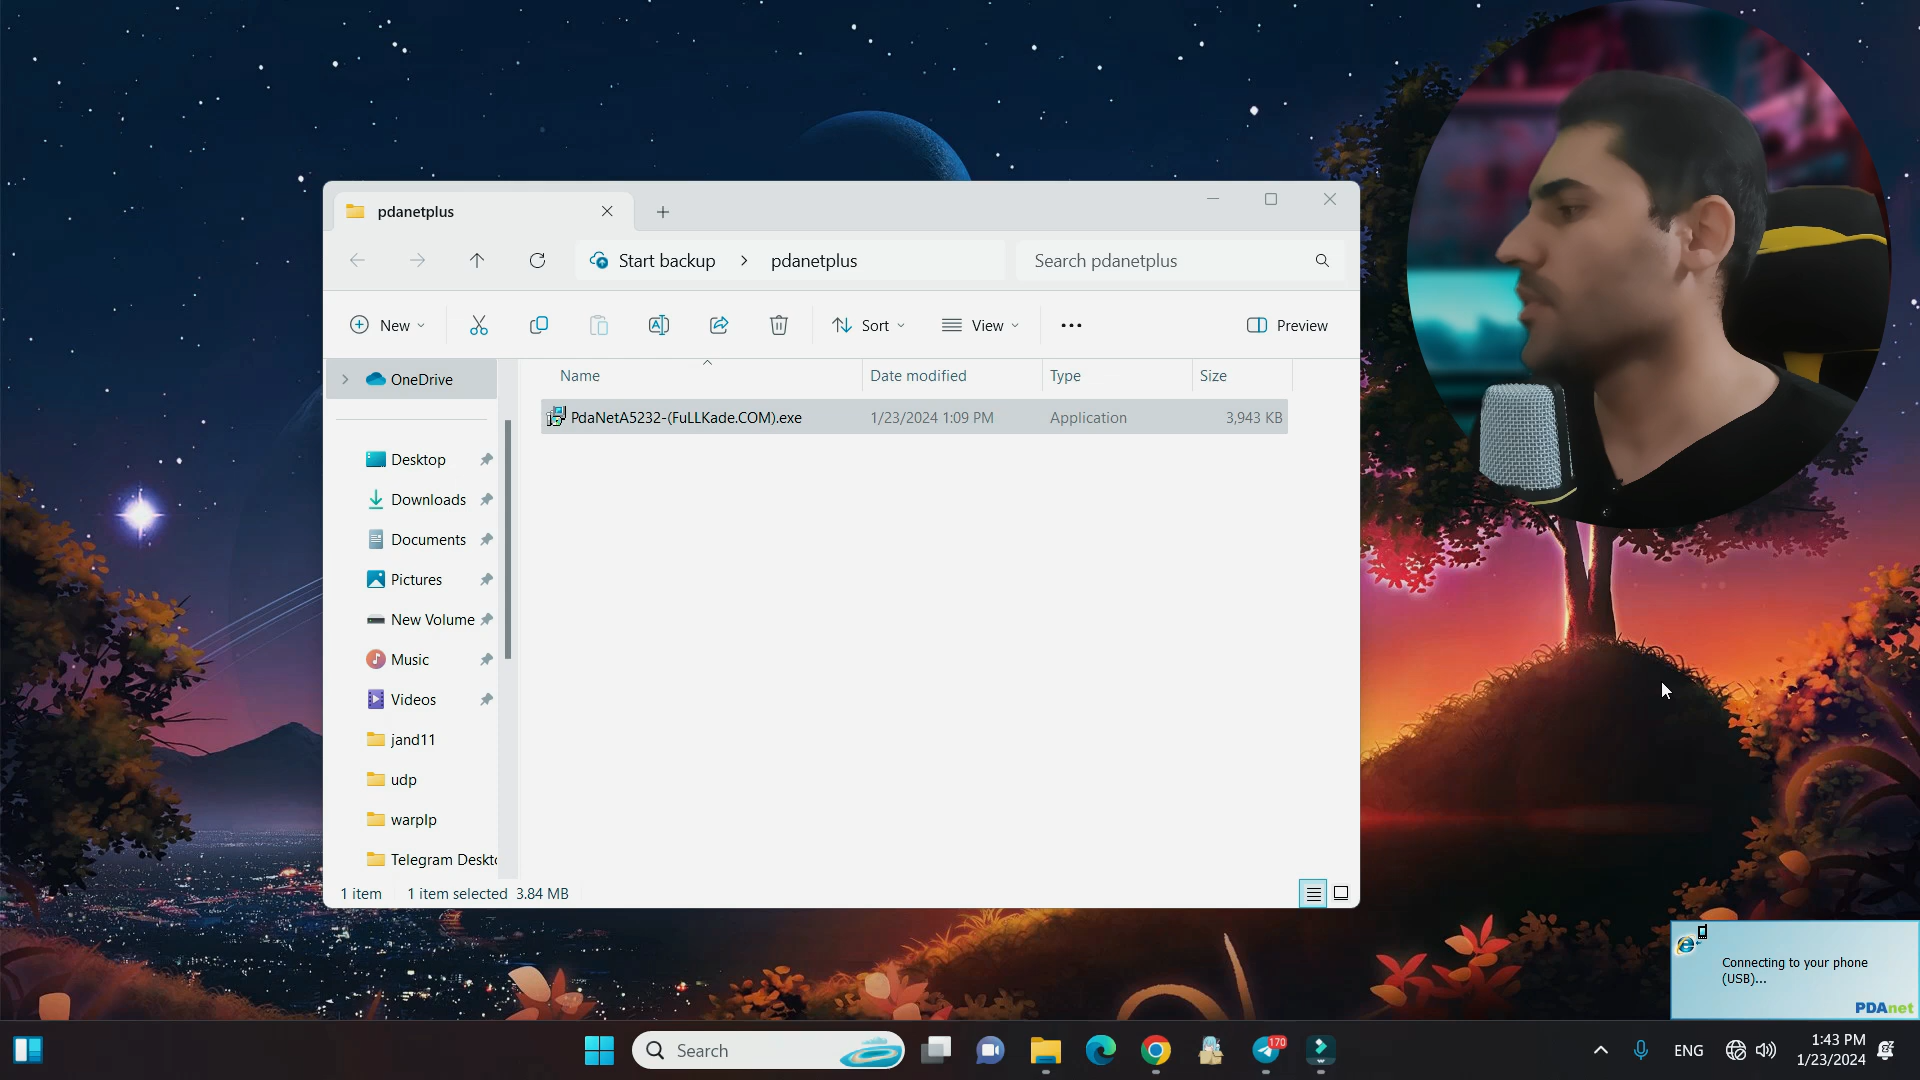 pdanetplus
Start backup > pdanetplus
Search pdanetplus
New
Sort
View
Preview
OneDrive
Desktop
Downloads
Documents
Pictures
New Volume
Music
Videos
jand11
udp
warplp
Telegram Deskto
Name
Date modified
Type
Size
PdaNetA5232-(FuLLKade.COM).exe
1/23/2024 1:09 PM
Application
3,943 KB
1 item
1 item selected 3.84 MB
Connecting to your phone
(USB)...
PDAnet
Search
170
ENG
1:43 PM
1/23/2024